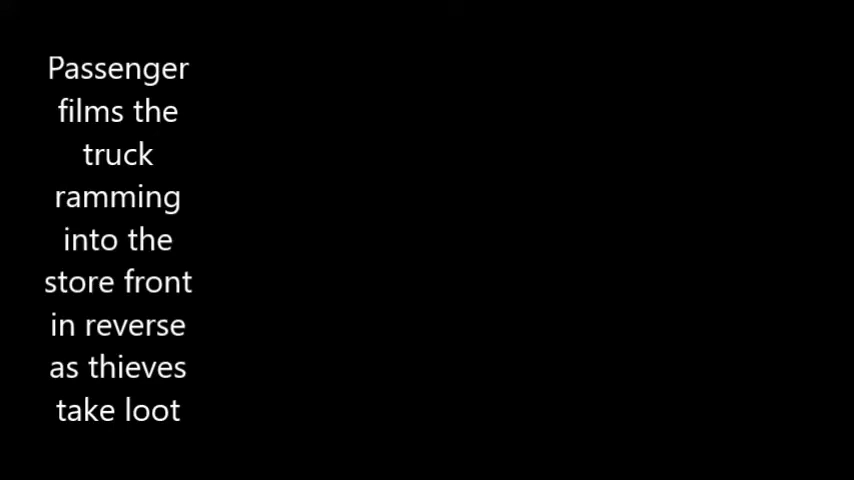 Passenger
films the
truck
ramming
into the
store front
in reverse
as thieves
take loot